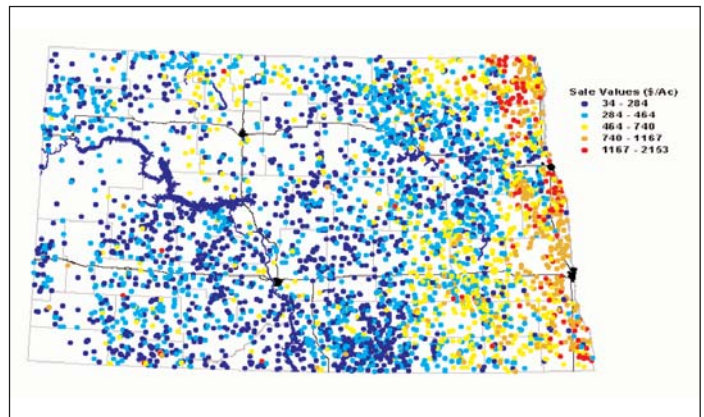 Sale Values ($/Ac)
34 - 284
284 - 464
464 - 740
740 - 1167
1167 - 2153